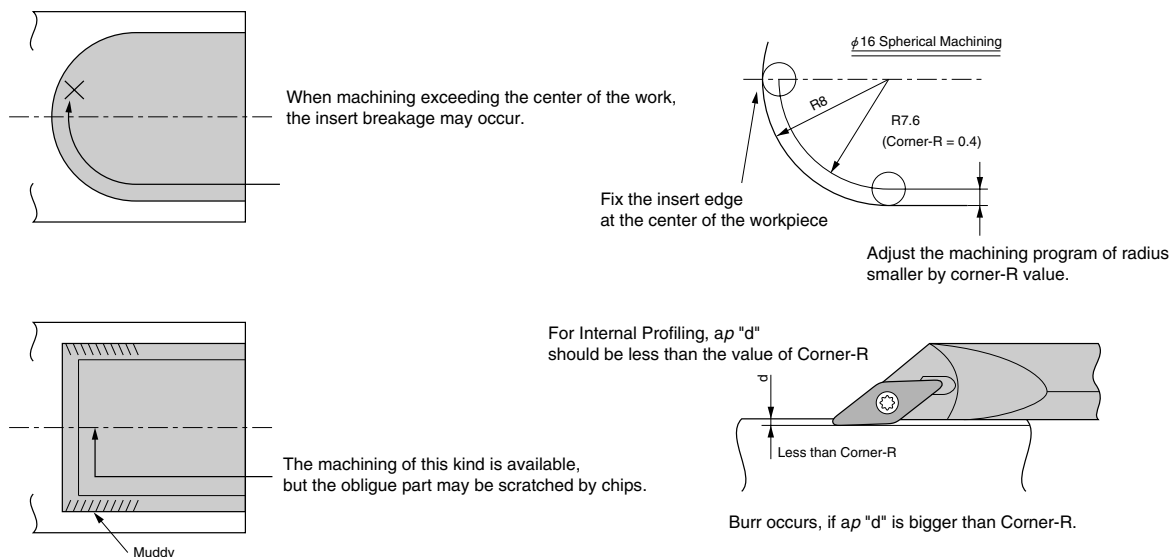 When machining exceeding the center of the work,
the insert breakage may occur.
ϕ16 Spherical Machining
R8
R7.6
(Corner-R = 0.4)
Fix the insert edge
at the center of the workpiece
Adjust the machining program of radius
smaller by corner-R value.
The machining of this kind is available,
but the obligue part may be scratched by chips.
Muddy
For Internal Profiling, ap "d"
should be less than the value of Corner-R
d
Less than Corner-R
Burr occurs, if ap "d" is bigger than Corner-R.